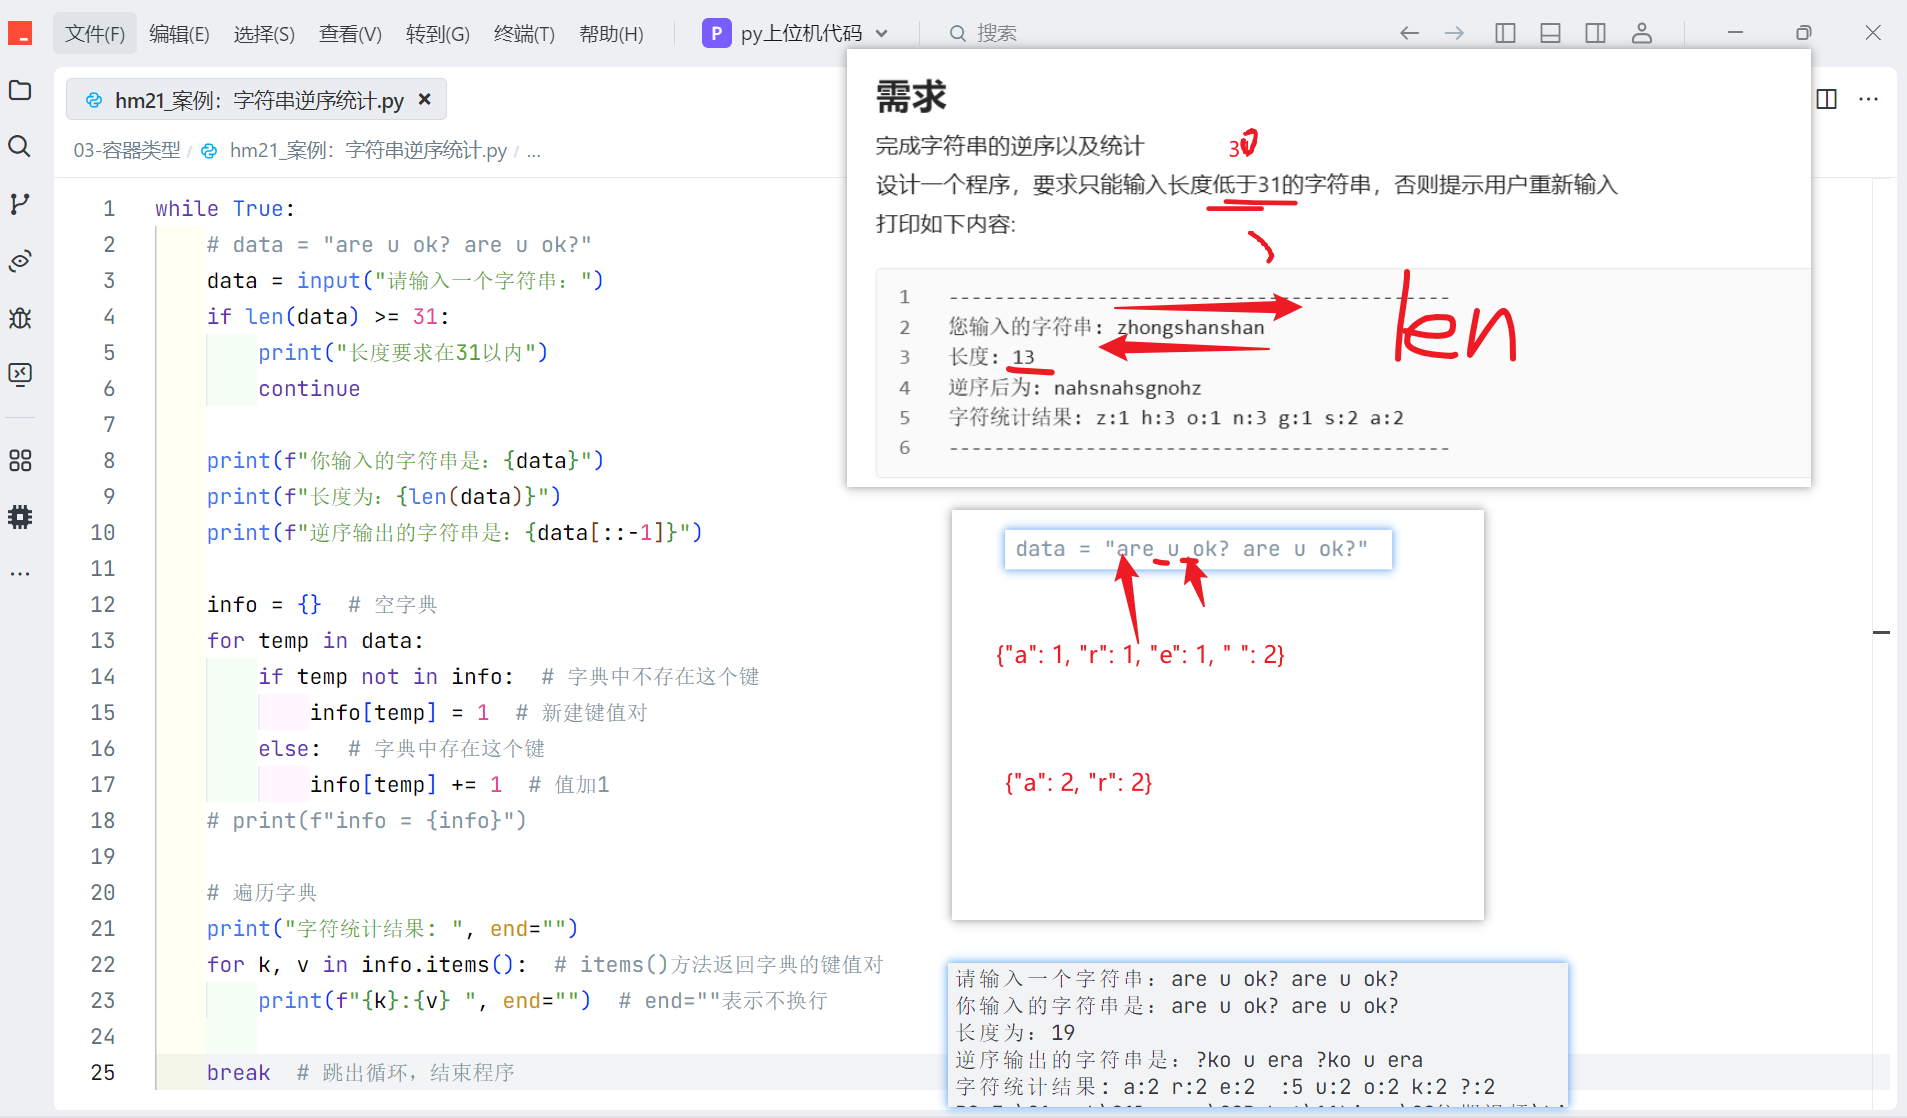 文件(F) 编辑(E) 选择(S) 查看(V) 转到(G) 终端(T) 帮助(H) P py上位机代码 搜索
hm21_案例：字符串逆序统计.py
03-容器类型 / hm21_案例：字符串逆序统计.py / ...
1 while True:
2 # data = "are u ok? are u ok?"
3 data = input("请输入一个字符串：")
4 if len(data) >= 31:
5 print("长度要求在31以内")
6 continue
7
8 print(f"你输入的字符串是：{data}")
9 print(f"长度为：{len(data)}")
10 print(f"逆序输出的字符串是：{data[::-1]}")
11
12 info = {} # 空字典
13 for temp in data:
14 if temp not in info: # 字典中不存在这个键
15 info[temp] = 1 # 新建键值对
16 else: # 字典中存在这个键
17 info[temp] += 1 # 值加1
18 # print(f"info = {info}")
19
20 # 遍历字典
21 print("字符统计结果: ", end="")
22 for k, v in info.items(): # items()方法返回字典的键值对
23 print(f"{k}:{v} ", end="") # end=""表示不换行
24
25 break # 跳出循环，结束程序
需求
完成字符串的逆序以及统计
设计一个程序，要求只能输入长度低于31的字符串，否则提示用户重新输入
打印如下内容:
1 --------------------------------------------
2 您输入的字符串: zhongshanshan
3 长度: 13
4 逆序后为: nahsnahsgnohz
5 字符统计结果: z:1 h:3 o:1 n:3 g:1 s:2 a:2
6 --------------------------------------------
len
data = "are u ok? are u ok?"
{"a": 1, "r": 1, "e": 1, " ": 2}
{"a": 2, "r": 2}
请输入一个字符串：are u ok? are u ok?
你输入的字符串是：are u ok? are u ok?
长度为：19
逆序输出的字符串是：?ko u era ?ko u era
字符统计结果: a:2 r:2 e:2  :5 u:2 o:2 k:2 ?:2